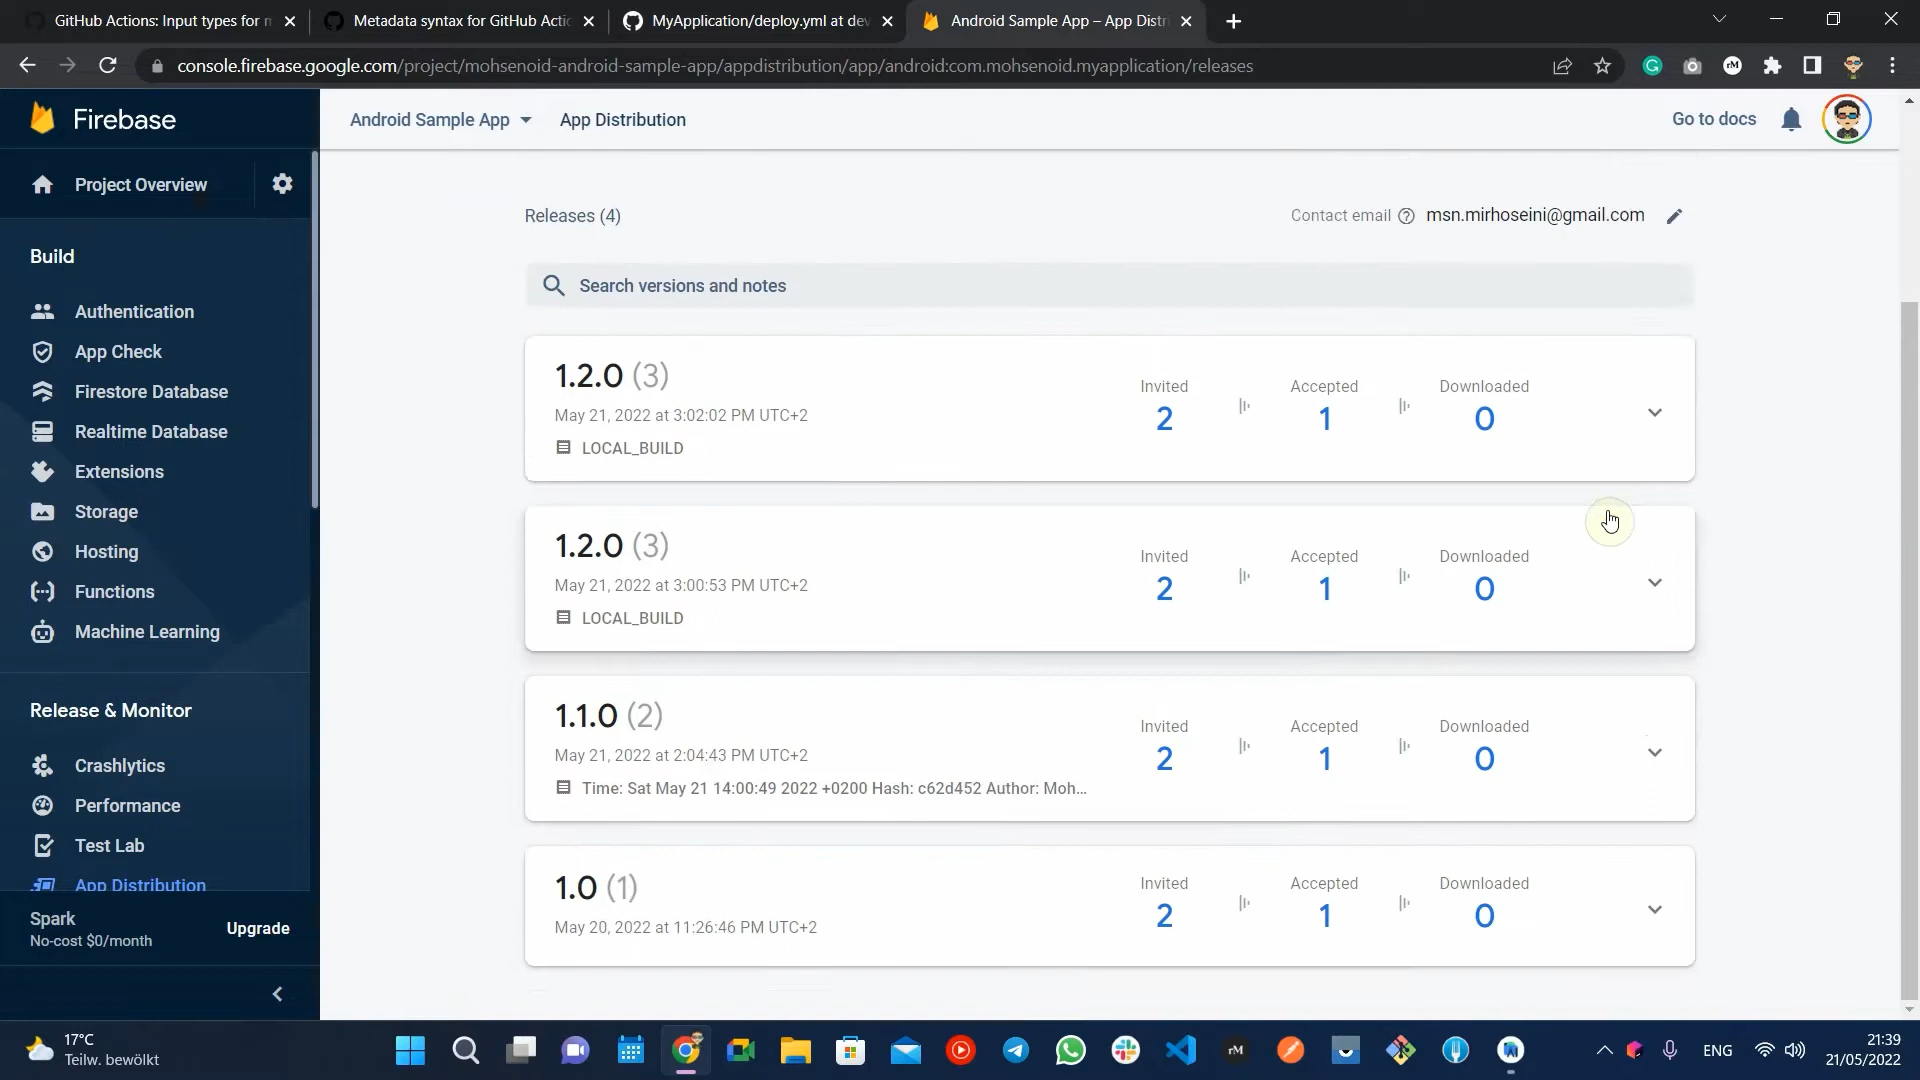 GitHub Actions: Input types for m
Metadata syntax for GitHub Actio
MyApplication/deploy.yml at dev
Android Sample App – App Distri
console.firebase.google.com/project/mohsenoid-android-sample-app/appdistribution/app/android:com.mohsenoid.myapplication/releases
Firebase
Android Sample App
App Distribution
Go to docs
Project Overview
Build
Authentication
App Check
Firestore Database
Realtime Database
Extensions
Storage
Hosting
Functions
Machine Learning
Release & Monitor
Crashlytics
Performance
Test Lab
App Distribution
Spark
No-cost $0/month
Upgrade
Releases (4)
Contact email msn.mirhoseini@gmail.com
Search versions and notes
1.2.0 (3)
May 21, 2022 at 3:02:02 PM UTC+2
LOCAL_BUILD
Invited
2
Accepted
1
Downloaded
0
1.2.0 (3)
May 21, 2022 at 3:00:53 PM UTC+2
LOCAL_BUILD
Invited
2
Accepted
1
Downloaded
0
1.1.0 (2)
May 21, 2022 at 2:04:43 PM UTC+2
Time: Sat May 21 14:00:49 2022 +0200 Hash: c62d452 Author: Moh...
Invited
2
Accepted
1
Downloaded
0
1.0 (1)
May 20, 2022 at 11:26:46 PM UTC+2
Invited
2
Accepted
1
Downloaded
0
17°C
Teilw. bewölkt
rM
ENG
21:39
21/05/2022